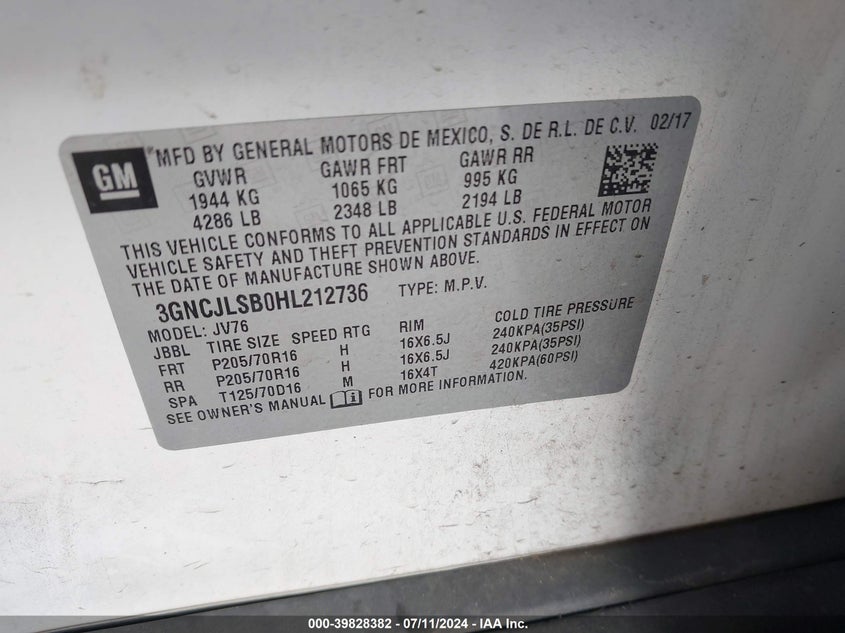 GM
MFD BY GENERAL MOTORS DE MEXICO, S. DE R.L. DE C.V. 02/17
GVWR GAWR FRT GAWR RR
1944 KG 1065 KG 995 KG
4286 LB 2348 LB 2194 LB
THIS VEHICLE CONFORMS TO ALL APPLICABLE U.S. FEDERAL MOTOR
VEHICLE SAFETY AND THEFT PREVENTION STANDARDS IN EFFECT ON
THE DATE OF MANUFACTURE SHOWN ABOVE.
3GNCJLSB0HL212736 TYPE: M.P.V.
MODEL: JV76
JBBL TIRE SIZE SPEED RTG RIM COLD TIRE PRESSURE
FRT P205/70R16 H 16X6.5J 240KPA(35PSI)
RR P205/70R16 H 16X6.5J 240KPA(35PSI)
SPA T125/70D16 M 16X4T 420KPA(60PSI)
SEE OWNER'S MANUAL FOR MORE INFORMATION.
000-39828382 - 07/11/2024 - IAA Inc.